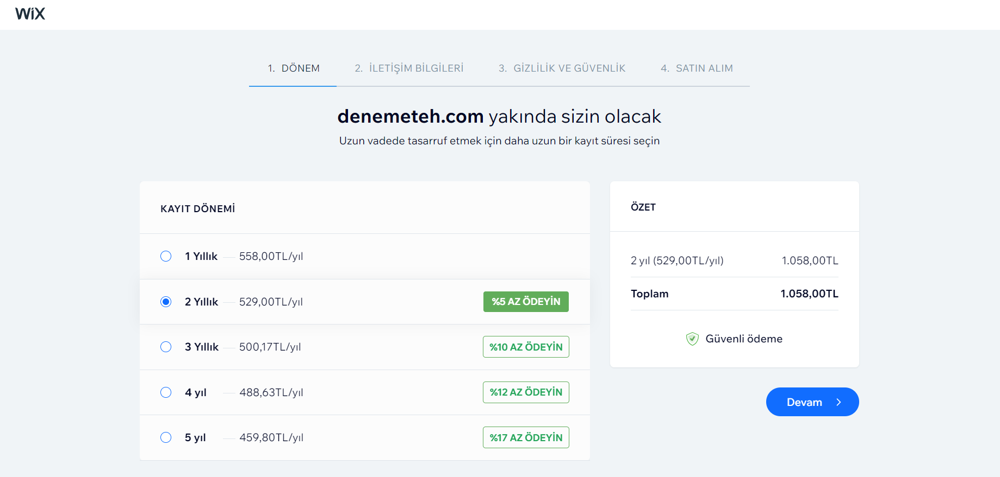 WiX
1. DÖNEM 2. İLETİŞİM BİLGİLERİ 3. GİZLİLİK VE GÜVENLİK 4. SATIN ALIM
denemeteh.com yakında sizin olacak
Uzun vadede tasarruf etmek için daha uzun bir kayıt süresi seçin
KAYIT DÖNEMİ
1 Yıllık 558,00TL/yıl
2 Yıllık 529,00TL/yıl %5 AZ ÖDEYİN
3 Yıllık 500,17TL/yıl %10 AZ ÖDEYİN
4 yıl 488,63TL/yıl %12 AZ ÖDEYİN
5 yıl 459,80TL/yıl %17 AZ ÖDEYİN
ÖZET
2 yıl (529,00TL/yıl) 1.058,00TL
Toplam 1.058,00TL
Güvenli ödeme
Devam